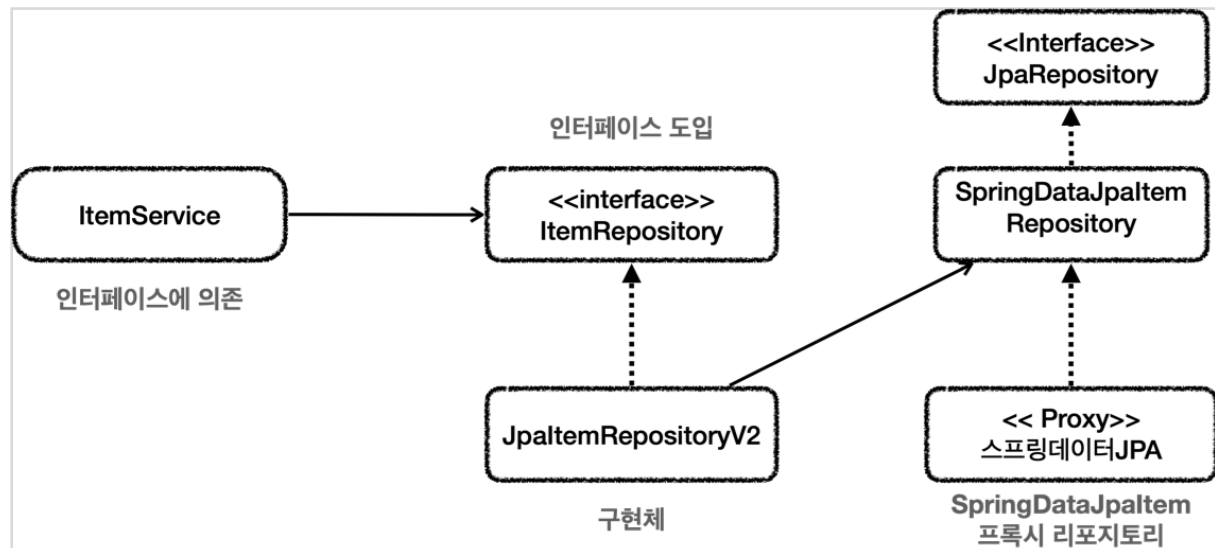 <<Interface>>
JpaRepository
인터페이스 도입
ItemService
<<interface>>
ItemRepository
SpringDataJpaItem
Repository
인터페이스에 의존
JpaItemRepositoryV2
<< Proxy>>
스프링데이터JPA
구현체
SpringDataJpaItem
프록시 리포지토리